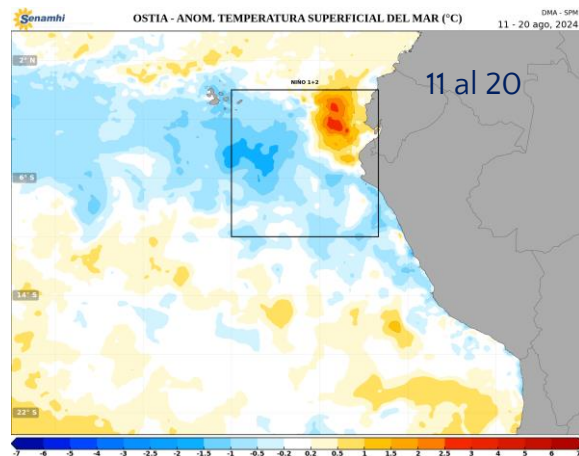 Senamhi
OSTIA - ANOM. TEMPERATURA SUPERFICIAL DEL MAR (°C)
DMA - SPM
11 - 20 ago, 2024
11 al 20
2° N
NIÑO 1+2
6° S
14° S
22° S
-7 -6 -5 -4 -3 -2.5 -2 -1.5 -1 -0.5 -0.2 0.2 0.5 1 1.5 2 2.5 3 4 5 6 7